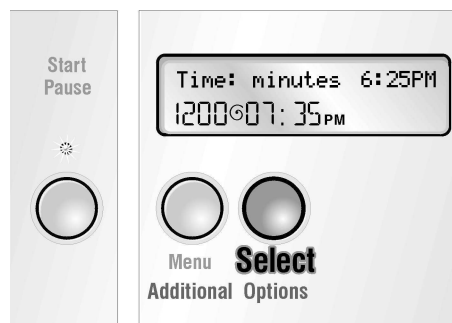 Start
Pause
Time: minutes 6:25PM
1200 07:35PM
Menu Select
Additional Options